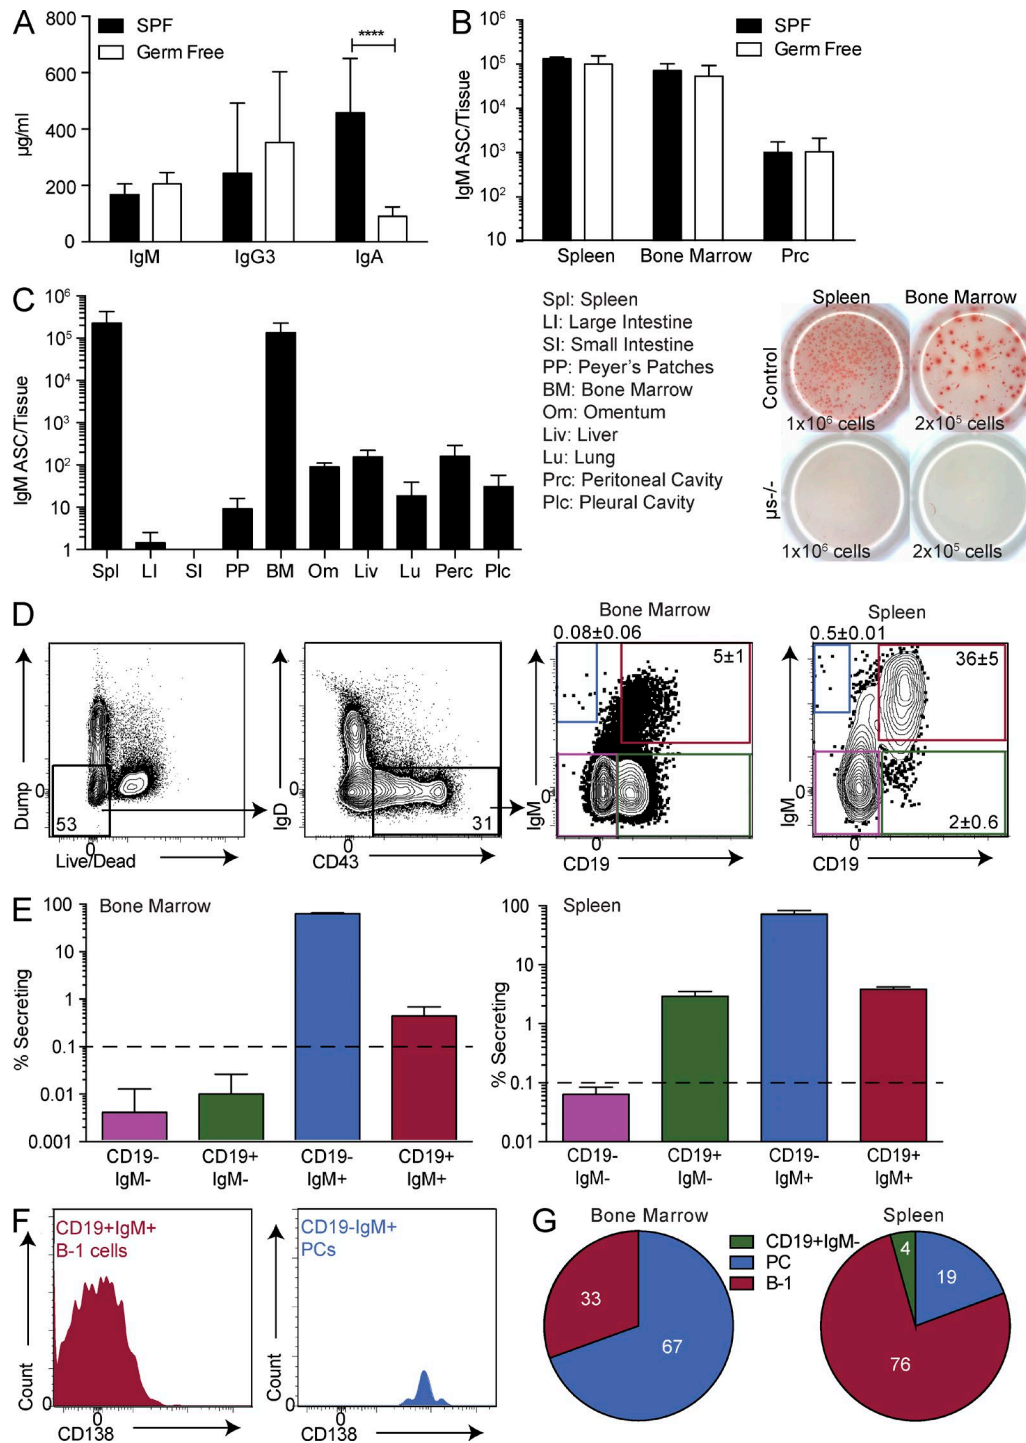 A
800
600
400
200
0
µg/ml
SPF
Germ Free
****
IgM
IgG3
IgA
B
10⁶
10⁵
10⁴
10³
10²
10
IgM ASC/Tissue
SPF
Germ Free
Spleen
Bone Marrow
Prc
C
10⁶
10⁵
10⁴
10³
10²
10
1
IgM ASC/Tissue
Spl
LI
SI
PP
BM
Om
Liv
Lu
Perc
Plc
Spl: Spleen
LI: Large Intestine
SI: Small Intestine
PP: Peyer's Patches
BM: Bone Marrow
Om: Omentum
Liv: Liver
Lu: Lung
Prc: Peritoneal Cavity
Plc: Pleural Cavity
Spleen
Bone Marrow
Control
1x10⁶ cells
2x10⁵ cells
µs-/-
1x10⁶ cells
2x10⁵ cells
D
Dump
0
53
0
Live/Dead
IgD
0
31
0
CD43
Bone Marrow
0.08±0.06
5±1
IgM
0
0
CD19
Spleen
0.5±0.01
36±5
IgM
0
2±0.6
0
CD19
E
Bone Marrow
100
10
1
0.1
0.01
0.001
% Secreting
CD19- IgM-
CD19+ IgM-
CD19- IgM+
CD19+ IgM+
Spleen
100
10
1
0.1
0.01
% Secreting
CD19- IgM-
CD19+ IgM-
CD19- IgM+
CD19+ IgM+
F
CD19+IgM+
B-1 cells
Count
0
0
CD138
CD19-IgM+
PCs
Count
0
0
CD138
G
Bone Marrow
33
67
CD19+IgM-
PC
B-1
Spleen
4
19
76